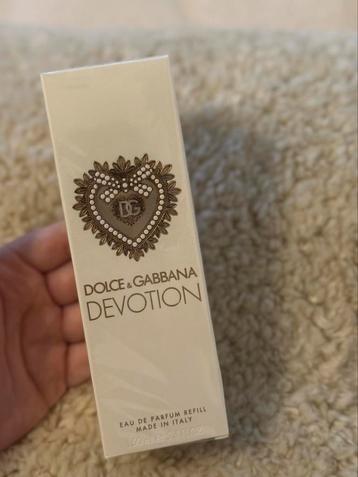 DG
DOLCE & GABBANA
DEVOTION
EAU DE PARFUM REFILL
MADE IN ITALY